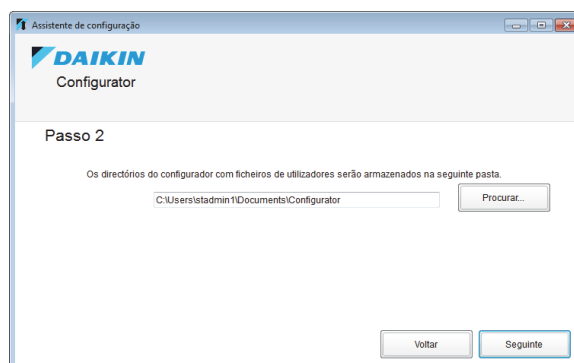 Assistente de configuração
DAIKIN
Configurator
Passo 2
Os directórios do configurador com ficheiros de utilizadores serão armazenados na seguinte pasta.
C:\Users\stadmin1\Documents\Configurator
Procurar...
Voltar
Seguinte